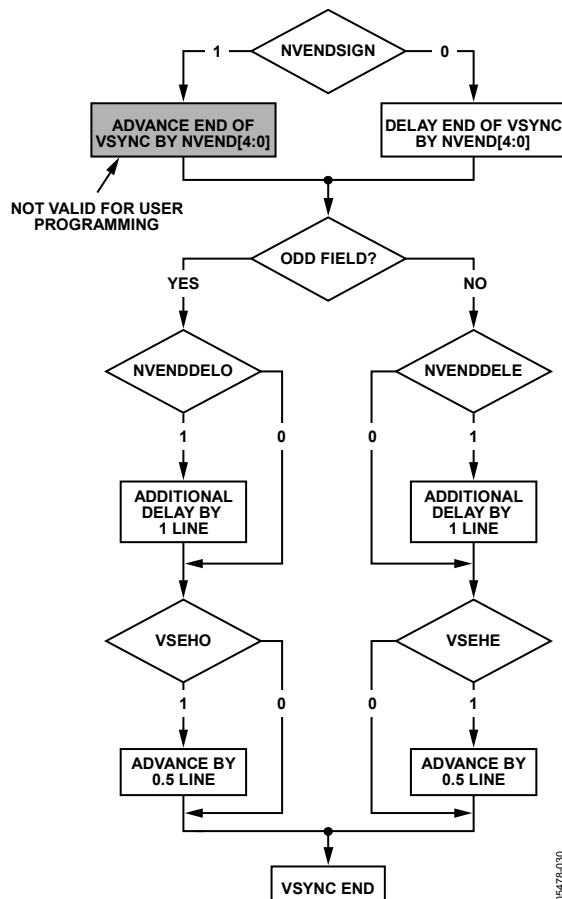 NVENDSIGN
1
0
ADVANCE END OF
VSYNC BY NVEND[4:0]
DELAY END OF VSYNC
BY NVEND[4:0]
NOT VALID FOR USER
PROGRAMMING
ODD FIELD?
YES
NO
NVENDDELO
NVENDDELE
1
0
0
1
ADDITIONAL
DELAY BY
1 LINE
ADDITIONAL
DELAY BY
1 LINE
VSEHO
VSEHE
1
0
0
1
ADVANCE BY
0.5 LINE
ADVANCE BY
0.5 LINE
VSYNC END
05478-030